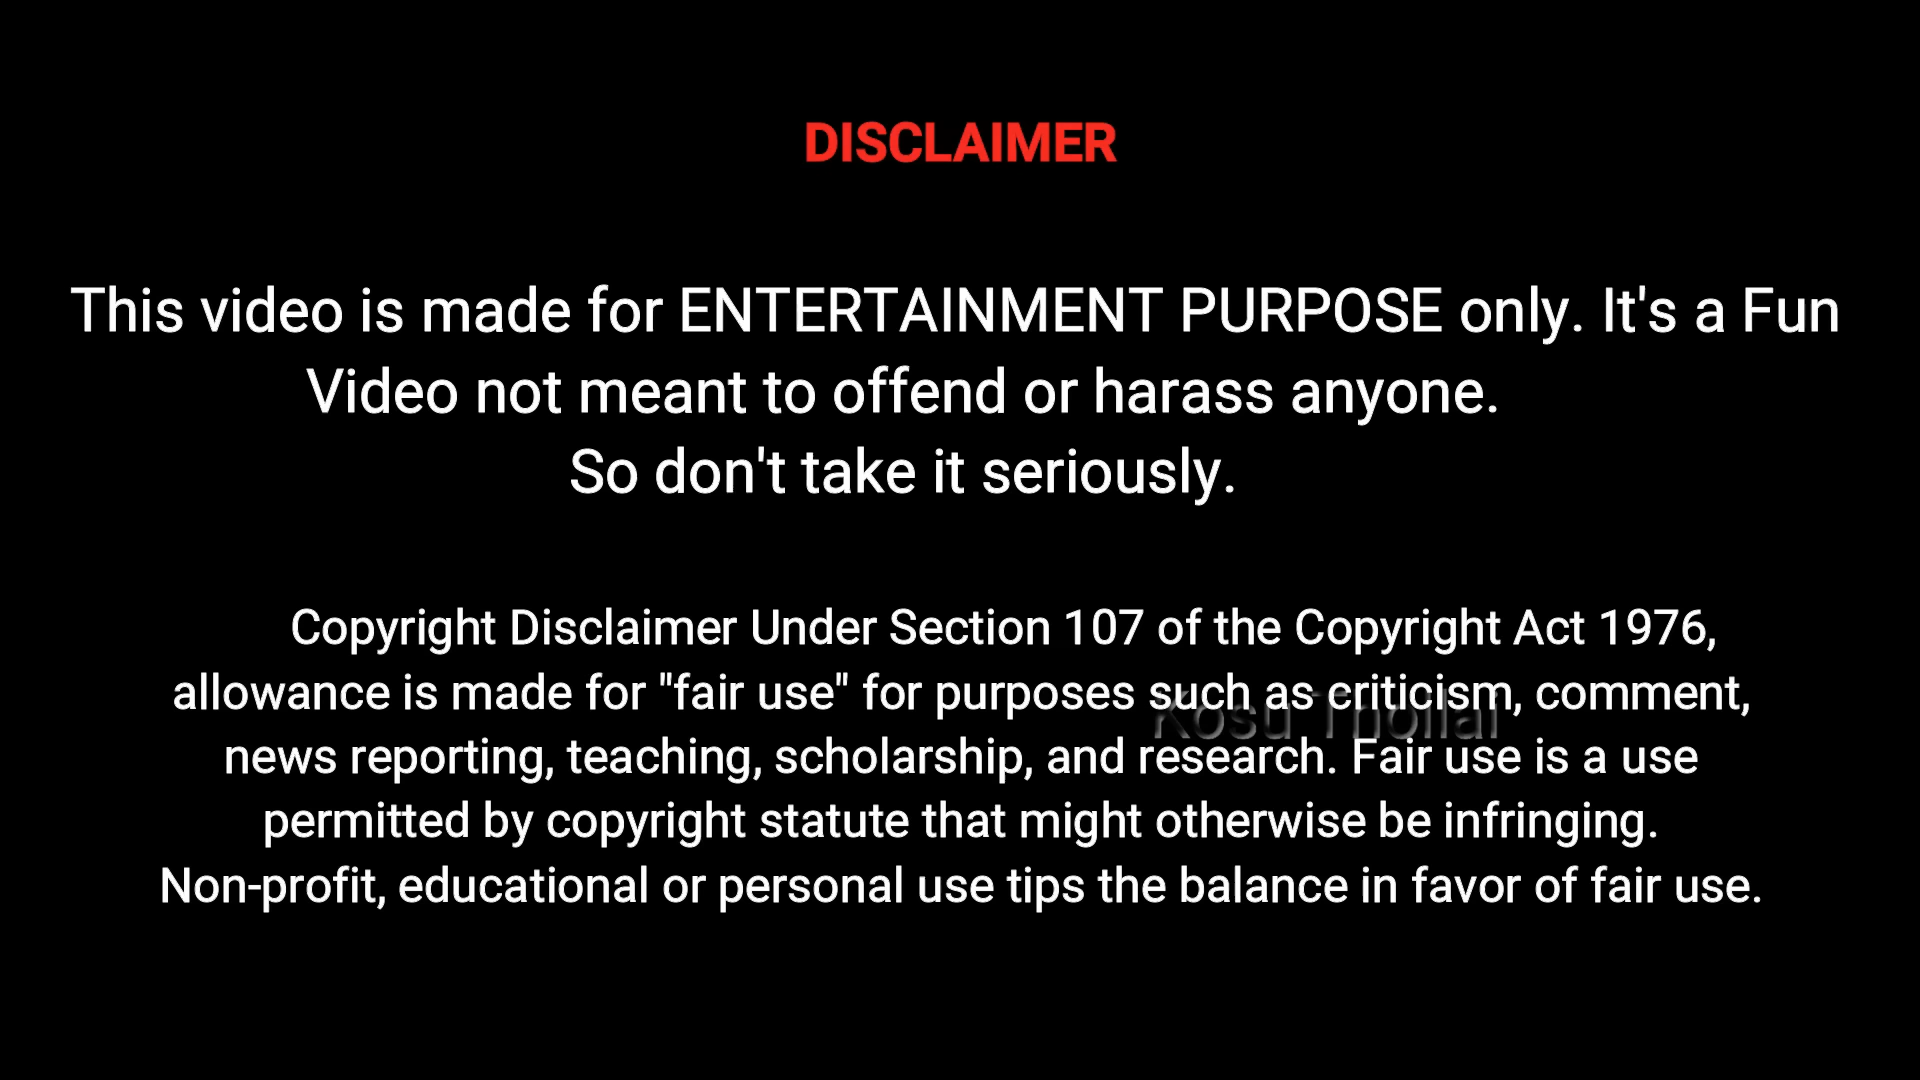 DISCLAIMER
This video is made for ENTERTAINMENT PURPOSE only. It's a Fun
Video not meant to offend or harass anyone.
So don't take it seriously.
Copyright Disclaimer Under Section 107 of the Copyright Act 1976,
allowance is made for "fair use" for purposes such as criticism, comment,
Kosu Thollai
news reporting, teaching, scholarship, and research. Fair use is a use
permitted by copyright statute that might otherwise be infringing.
Non-profit, educational or personal use tips the balance in favor of fair use.